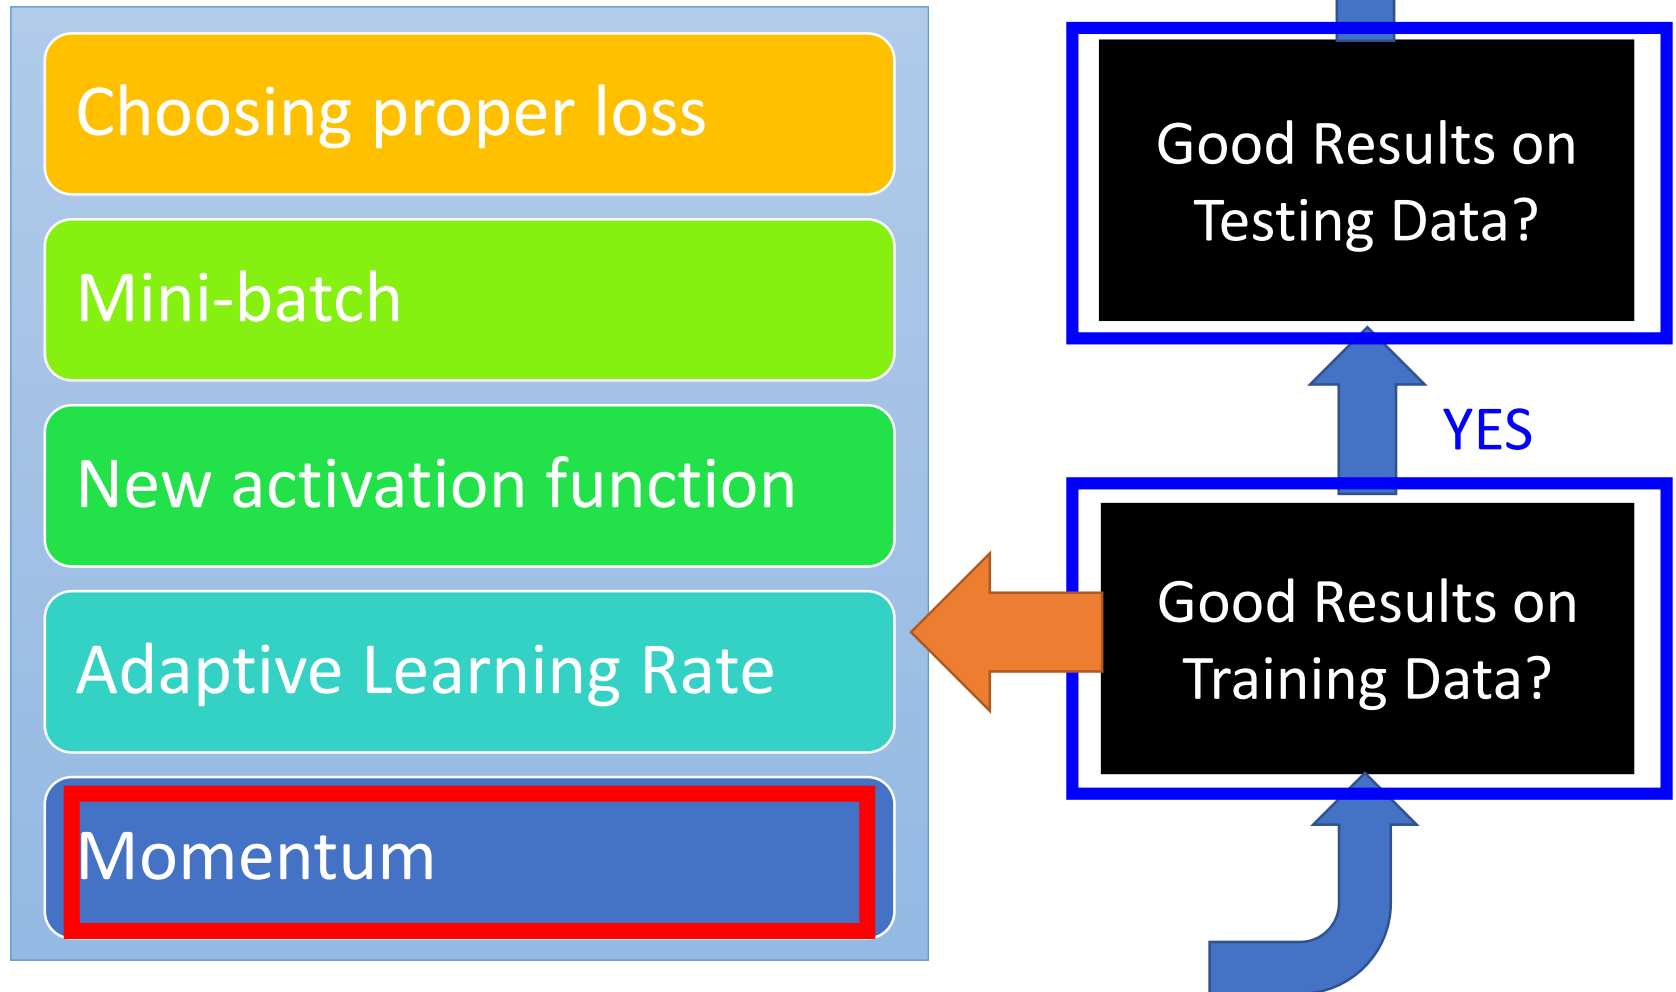 Choosing proper loss
Mini-batch
New activation function
Adaptive Learning Rate
Momentum
Good Results on
Testing Data?
YES
Good Results on
Training Data?